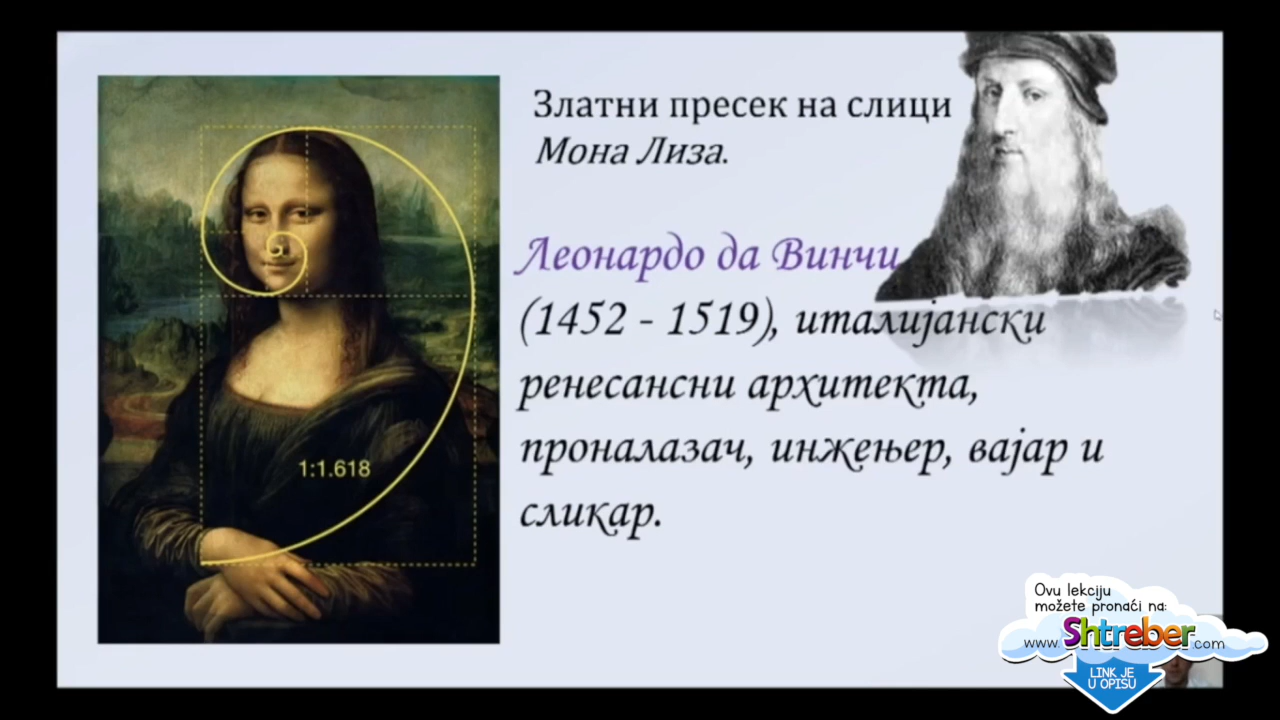 Златни пресек на слици
Мона Лиза.
Леонардо да Винчи
(1452 - 1519), италијански
ренесансни архитекта,
проналазач, инжењер, вајар и
сликар.
1:1.618
Ovu lekciju
možete pronaći na:
www.Shtreber.com
LINK JE
U OPISU